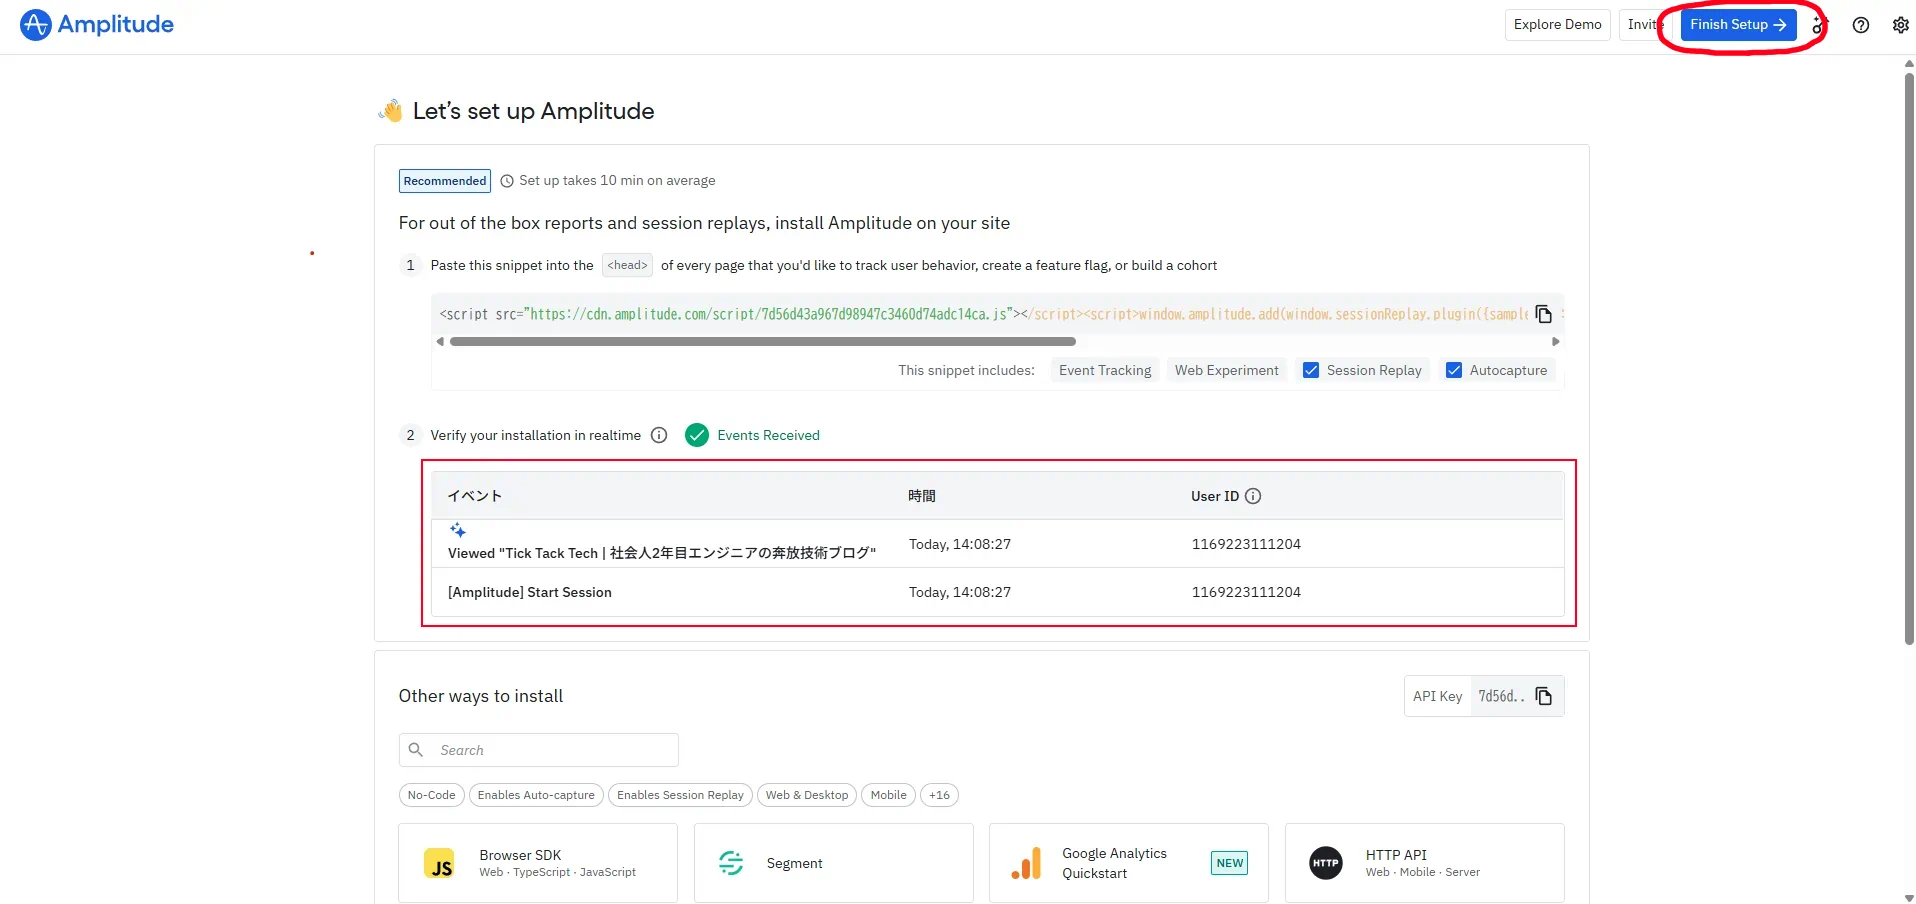 Amplitude
Explore Demo
Invite
Finish Setup →
Let's set up Amplitude
Recommended
Set up takes 10 min on average
For out of the box reports and session replays, install Amplitude on your site
1 Paste this snippet into the <head> of every page that you'd like to track user behavior, create a feature flag, or build a cohort
<script src="https://cdn.amplitude.com/script/7d56d43a967d98947c3460d74adc14ca.js"></script><script>window.amplitude.add(window.sessionReplay.plugin({sample
This snippet includes: Event Tracking Web Experiment Session Replay Autocapture
2 Verify your installation in realtime Events Received
イベント 時間 User ID
Viewed "Tick Tack Tech | 社会人2年目エンジニアの奔放技術ブログ" Today, 14:08:27 1169223111204
[Amplitude] Start Session Today, 14:08:27 1169223111204
Other ways to install
API Key 7d56d..
Search
No-Code Enables Auto-capture Enables Session Replay Web & Desktop Mobile +16
JS
Browser SDK
Web · TypeScript · JavaScript
Segment
Google Analytics
Quickstart
NEW
HTTP
HTTP API
Web · Mobile · Server